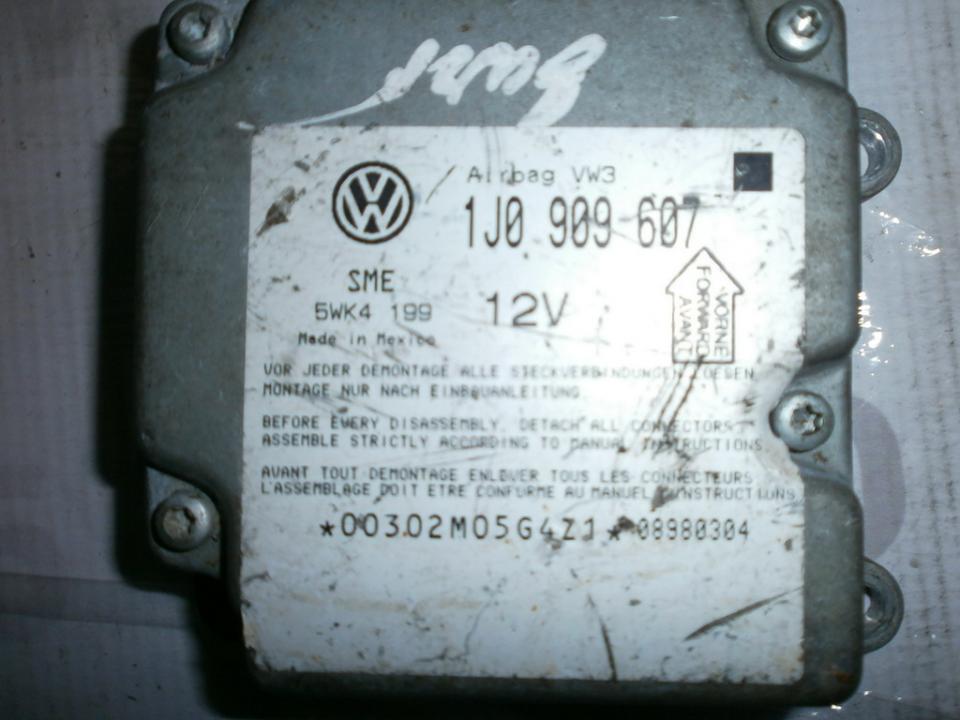 Airbag VW3
1J0 909 607
SME
5WK4 199
12V
Made in Mexico
VORNE
FORWARD
AVANT
VOR JEDER DEMONTAGE ALLE STECKVERBINDUNGEN LOESEN
MONTAGE NUR NACH EINBAUANLEITUNG
BEFORE EVERY DISASSEMBLY, DETACH ALL CONNECTORS
ASSEMBLE STRICTLY ACCORDING TO MANUAL INSTRUCTIONS
AVANT TOUT DEMONTAGE ENLEVER TOUS LES CONNECTEURS
L'ASSEMBLAGE DOIT ETRE CONFORME AU MANUEL
*00302M05G4Z1* 08980304